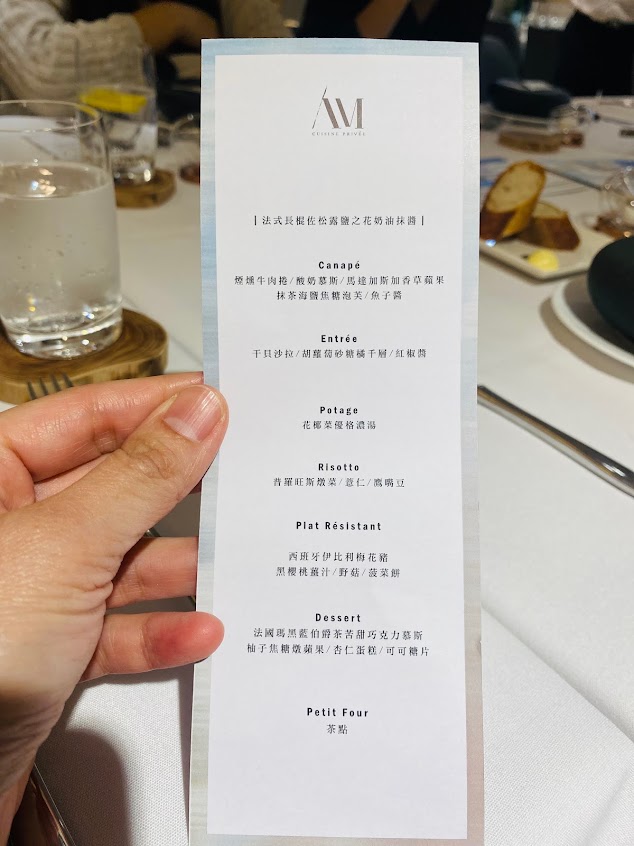 AM
CUISINE PRIVÉE
| 法式長棍佐松露鹽之花奶油抹醬 |
Canapé
煙燻牛肉捲/酸奶慕斯/馬達加斯加香草蘋果
抹茶海鹽焦糖泡芙/魚子醬
Entrée
干貝沙拉/胡蘿蔔砂糖橘千層/紅椒醬
Potage
花椰菜優格濃湯
Risotto
普羅旺斯燉菜/薏仁/鷹嘴豆
Plat Résistant
西班牙伊比利梅花豬
黑櫻桃薑汁/野菇/菠菜餅
Dessert
法國瑪黑藍伯爵茶苦甜巧克力慕斯
柚子焦糖燉蘋果/杏仁蛋糕/可可糖片
Petit Four
茶點